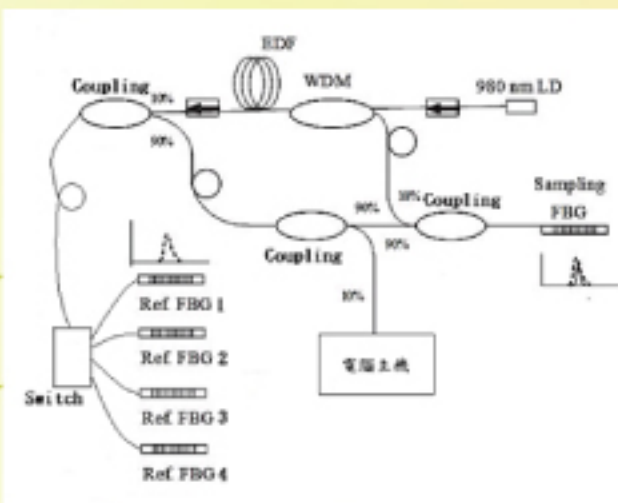 EDF
Coupling
10%
WDM
980 nm LD
90%
Sampling
FBG
10%
Coupling
90%
90%
Coupling
10%
Ref FBG 1
Ref FBG 2
電腦主機
Switch
Ref FBG 3
Ref FBG 4